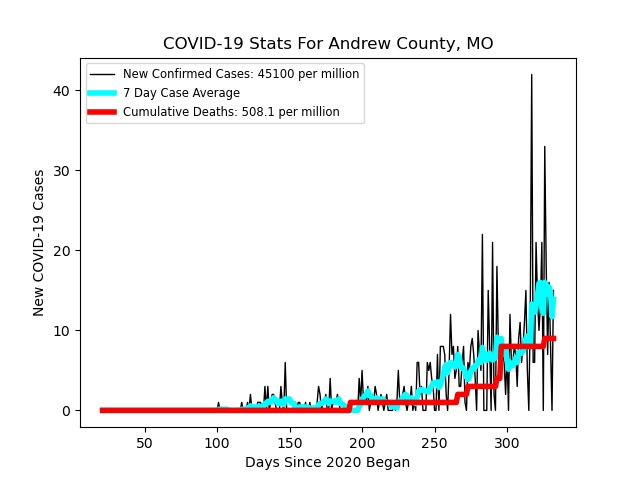 COVID-19 Stats For Andrew County, MO
New Confirmed Cases: 45100 per million
7 Day Case Average
Cumulative Deaths: 508.1 per million
New COVID-19 Cases
40
30
20
10
0
50
100
150
200
250
300
Days Since 2020 Began